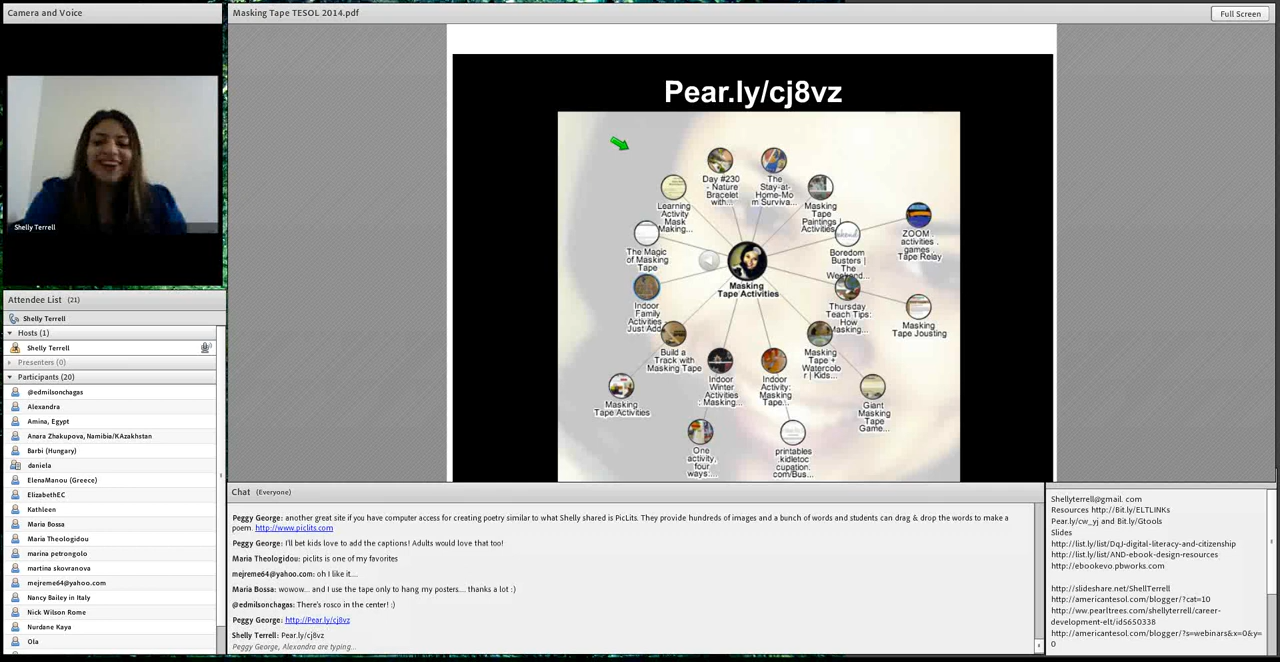 Camera and Voice
Shelly Terrell
Attendee List (21)
Shelly Terrell
Hosts (1)
Shelly Terrell
Presenters (0)
Participants (20)
@edmilsonchagas
Alexandra
Amina, Egypt
Anara Zhakupova, Namibia/KAzakhstan
Barbi (Hungary)
daniela
ElenaManou (Greece)
ElizabethEC
Kathleen
Maria Bossa
Maria Theologidou
marina petrongolo
martina skovranova
mejreme64@yahoo.com
Nancy Bailey in Italy
Nick Wilson Rome
Nurdane Kaya
Ola
Masking Tape TESOL 2014.pdf
Full Screen
Pear.ly/cj8vz
Day #230
- Nature
Bracelet
with...
The
Stay-at-
Home-Mo
m Surviva...
Learning
Activity
Mask
Making...
Masking
Tape
Paintings |
Activities
ZOOM .
activities .
games
Tape Relay
The Magic
of Masking
Tape
Boredom
Busters |
The
Weekend...
Masking
Tape Activities
Indoor
Family
Activities
Just Add
Thursday
Teach Tips:
How
Masking...
Masking
Tape Jousting
Build a
Track with
Masking Tape
Masking
Tape +
Watercolo
r | Kids...
Indoor
Winter
Activities
: Masking...
Indoor
Activity:
Masking
Tape...
Masking
Tape Activities
Giant
Masking
Tape
Game...
One
activity,
four
ways:...
printables
.kidletoc
cupation.
com/Bus...
Chat (Everyone)
Peggy George: another great site if you have computer access for creating poetry similar to what Shelly shared is PicLits. They provide hundreds of images and a bunch of words and students can drag & drop the words to make a
poem. http://www.piclits.com
Peggy George: I'll bet kids love to add the captions! Adults would love that too!
Maria Theologidou: piclits is one of my favorites
mejreme64@yahoo.com: oh I like it....
Maria Bossa: wowow... and I use the tape only to hang my posters.... thanks a lot :)
@edmilsonchagas: There's rosco in the center! :)
Peggy George: http://Pear.ly/cj8vz
Shelly Terrell: Pear.ly/cj8vz
Peggy George, Alexandra are typing...
Shellyterrell@gmail. com
Resources http://Bit.ly/ELTLINKs
Pear.ly/cw_yj and Bit.ly/Gtools
Slides
http://list.ly/list/DqJ-digital-literacy-and-citizenship
http://list.ly/list/AND-ebook-design-resources
http://ebookevo.pbworks.com
http://slideshare.net/ShellTerrell
http://americantesol.com/blogger/?cat=10
http://ww.pearltrees.com/shellyterrell/career-
development-elt/id5650338
http://americantesol.com/blogger/?s=webinars&x=0&y=
0